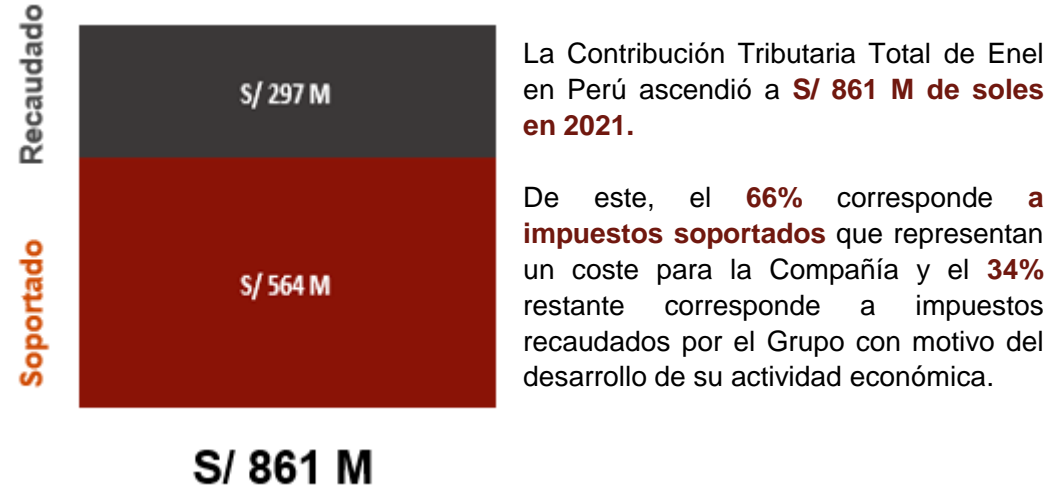 Recaudado
S/ 297 M
Soportado
S/ 564 M
S/ 861 M
La Contribución Tributaria Total de Enel
en Perú ascendió a S/ 861 M de soles
en 2021.
De este, el 66% corresponde a
impuestos soportados que representan
un coste para la Compañía y el 34%
restante corresponde a impuestos
recaudados por el Grupo con motivo del
desarrollo de su actividad económica.